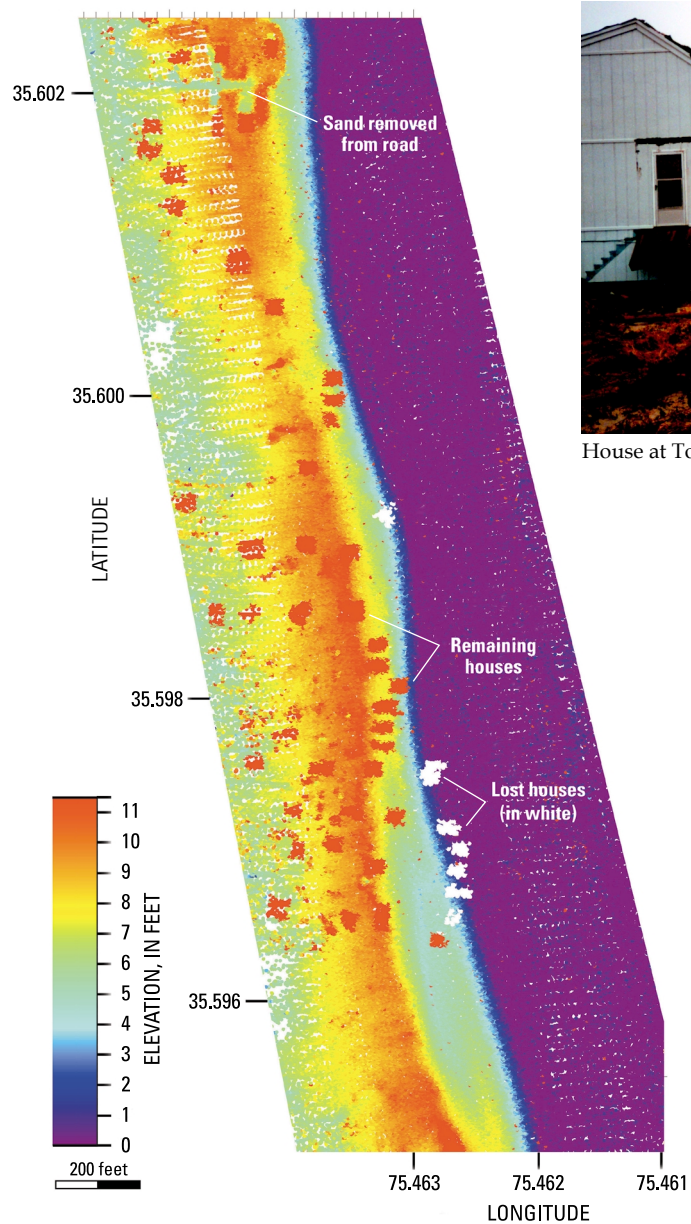 35.602
Sand removed
from road
35.600
House at To
LATITUDE
Remaining
houses
35.598
Lost houses
(in white)
11
10
9
8
7
6
5
4
3
2
1
0
ELEVATION, IN FEET
35.596
200 feet
75.463
75.462
75.461
LONGITUDE